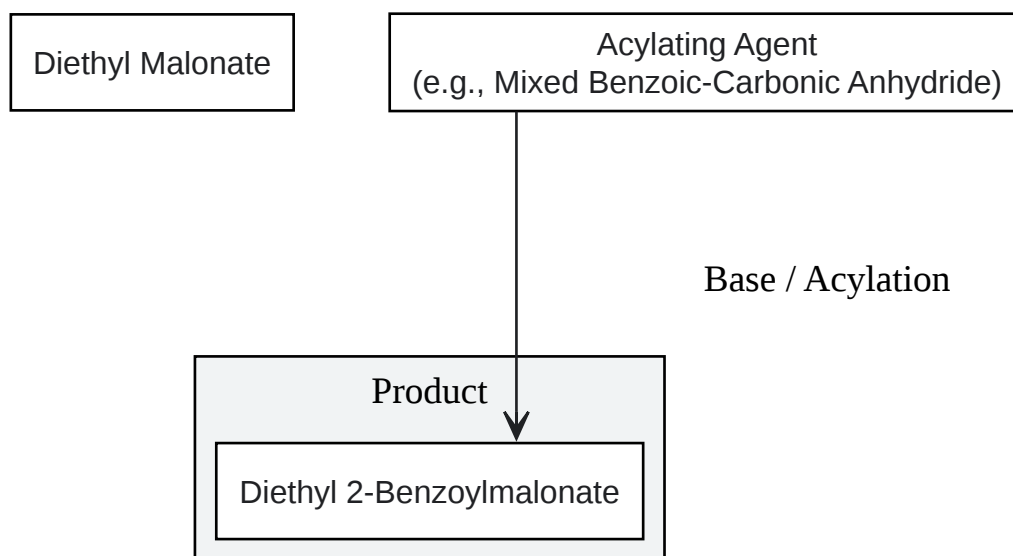 Diethyl Malonate
Acylating Agent
(e.g., Mixed Benzoic-Carbonic Anhydride)
Base / Acylation
Product
Diethyl 2-Benzoylmalonate